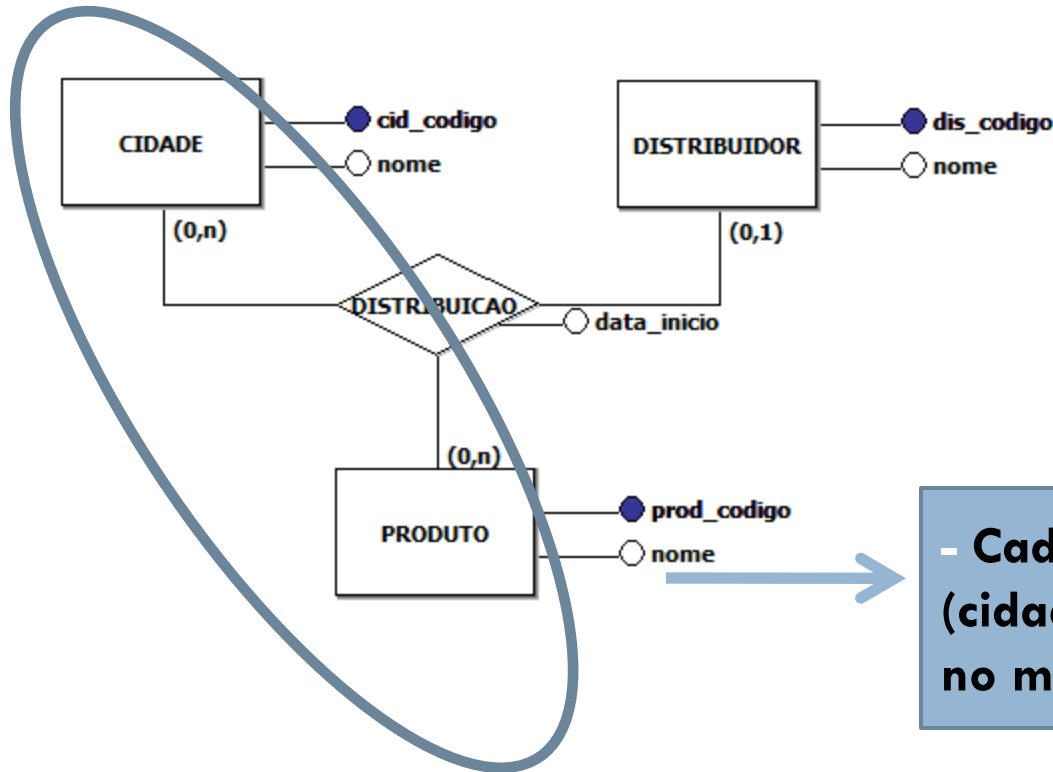 CIDADE
cid_codigo
nome
(0,n)
DISTRIBUIDOR
dis_codigo
nome
(0,1)
DISTRIBUICAO
data_inicio
(0,n)
PRODUTO
prod_codigo
nome
- Cad
(cidad
no m